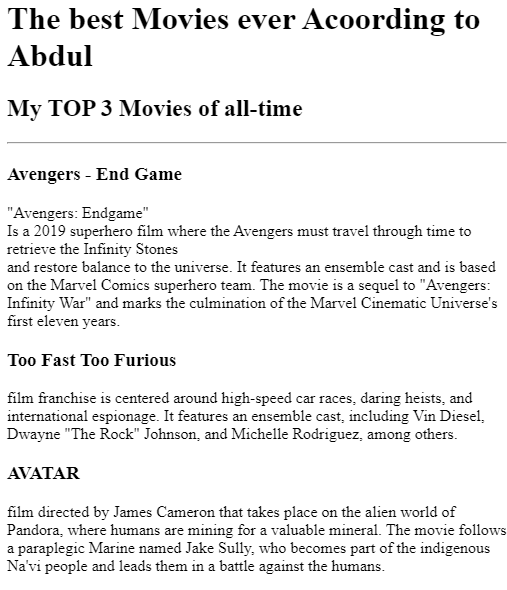 The best Movies ever Acoording to
Abdul
My TOP 3 Movies of all-time
Avengers - End Game
"Avengers: Endgame"
Is a 2019 superhero film where the Avengers must travel through time to
retrieve the Infinity Stones
and restore balance to the universe. It features an ensemble cast and is based
on the Marvel Comics superhero team. The movie is a sequel to "Avengers:
Infinity War" and marks the culmination of the Marvel Cinematic Universe's
first eleven years.
Too Fast Too Furious
film franchise is centered around high-speed car races, daring heists, and
international espionage. It features an ensemble cast, including Vin Diesel,
Dwayne "The Rock" Johnson, and Michelle Rodriguez, among others.
AVATAR
film directed by James Cameron that takes place on the alien world of
Pandora, where humans are mining for a valuable mineral. The movie follows
a paraplegic Marine named Jake Sully, who becomes part of the indigenous
Na'vi people and leads them in a battle against the humans.